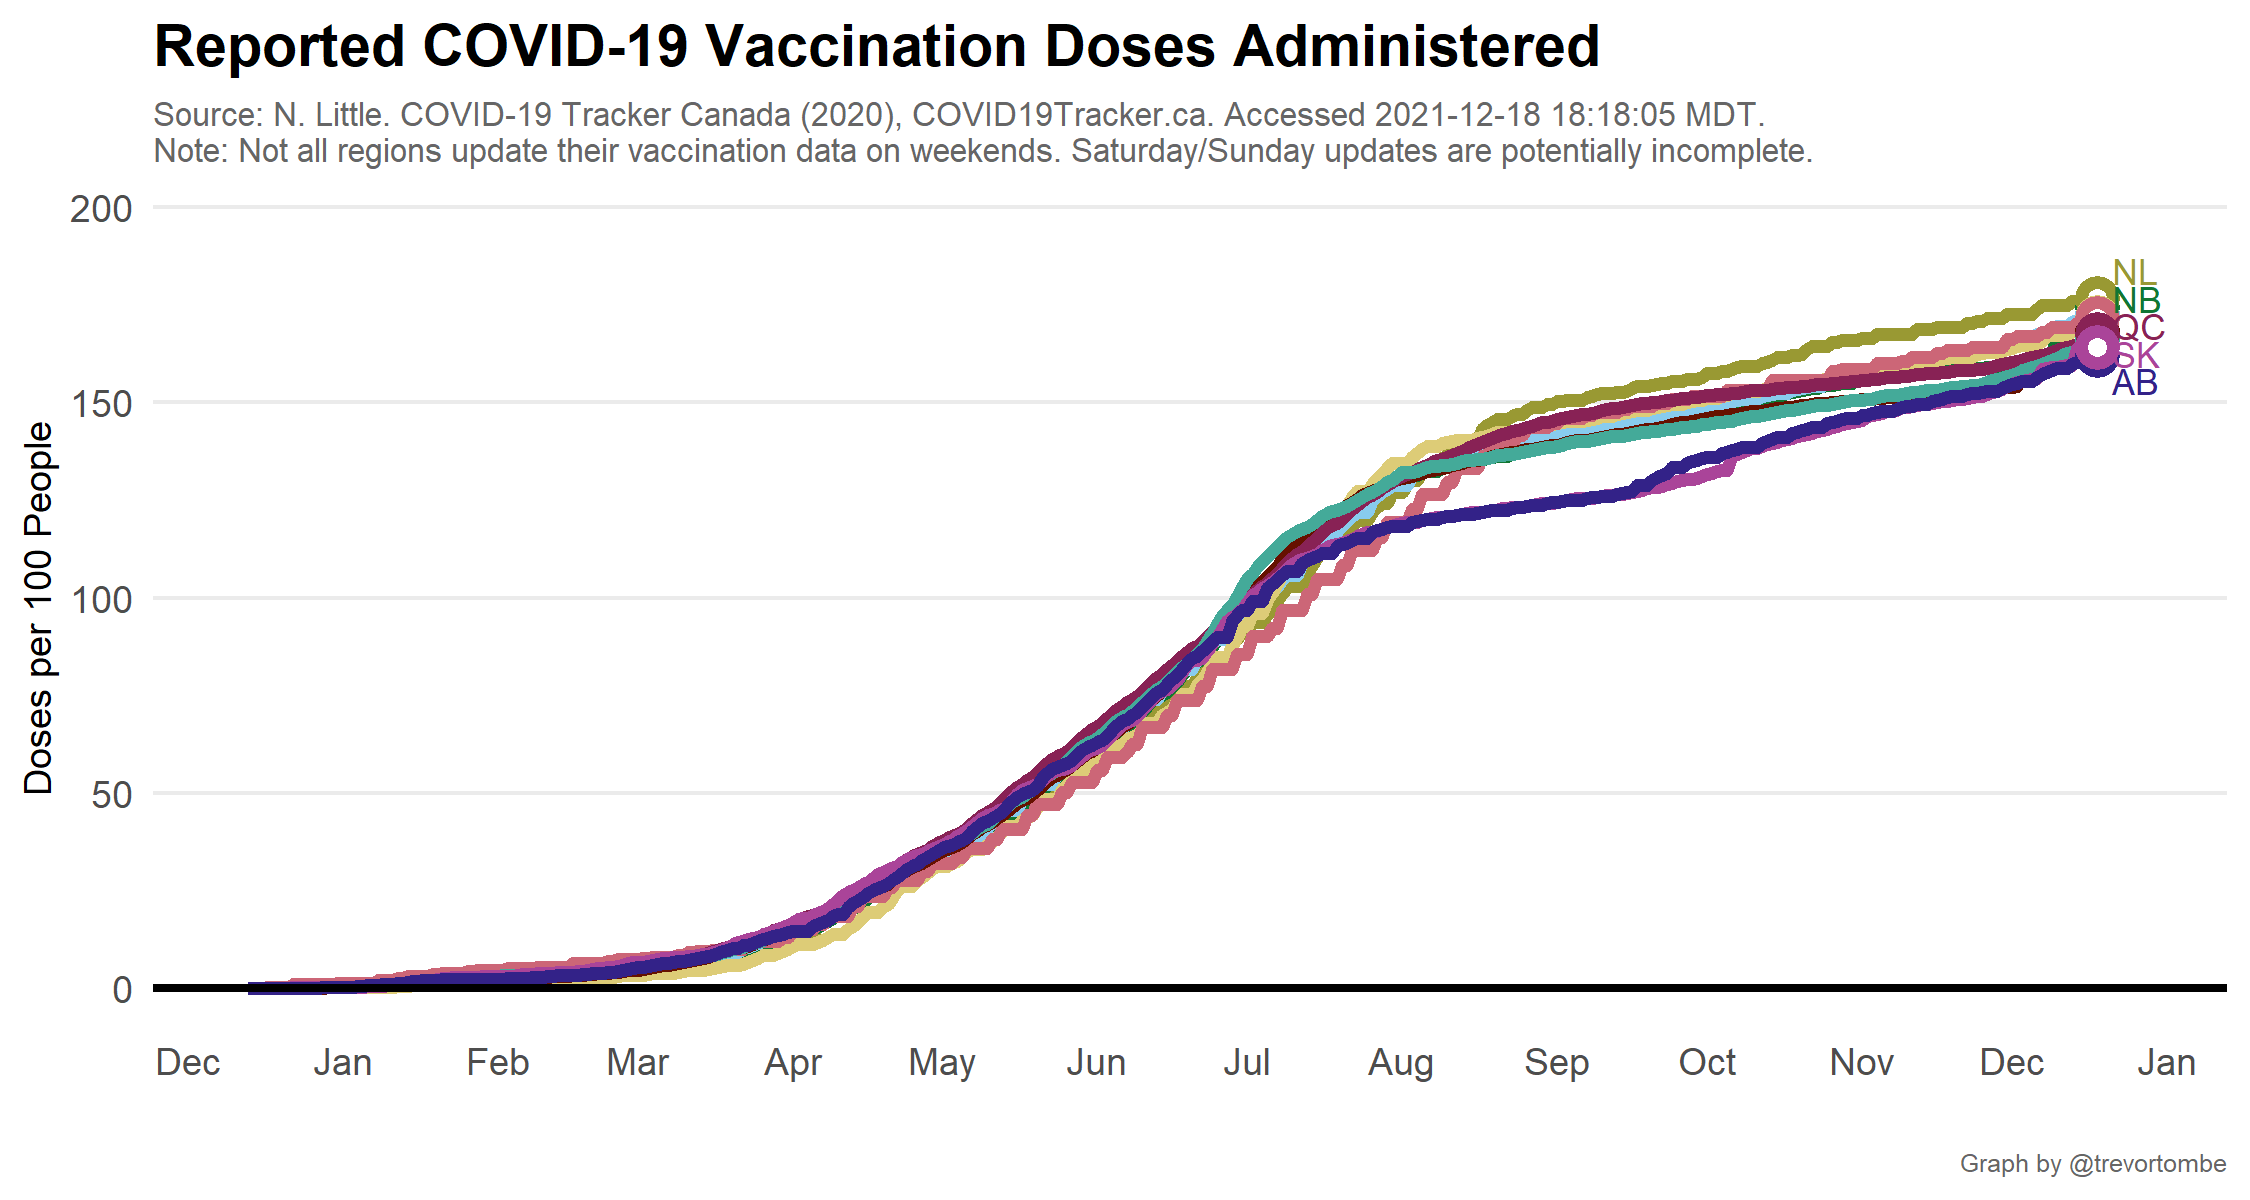 Reported COVID-19 Vaccination Doses Administered
Source: N. Little. COVID-19 Tracker Canada (2020), COVID19Tracker.ca. Accessed 2021-12-18 18:18:05 MDT.
Note: Not all regions update their vaccination data on weekends. Saturday/Sunday updates are potentially incomplete.
Doses per 100 People
200
150
100
50
0
NL
NB
QC
SK
AB
Dec Jan Feb Mar Apr May Jun Jul Aug Sep Oct Nov Dec Jan
Graph by @trevortombe